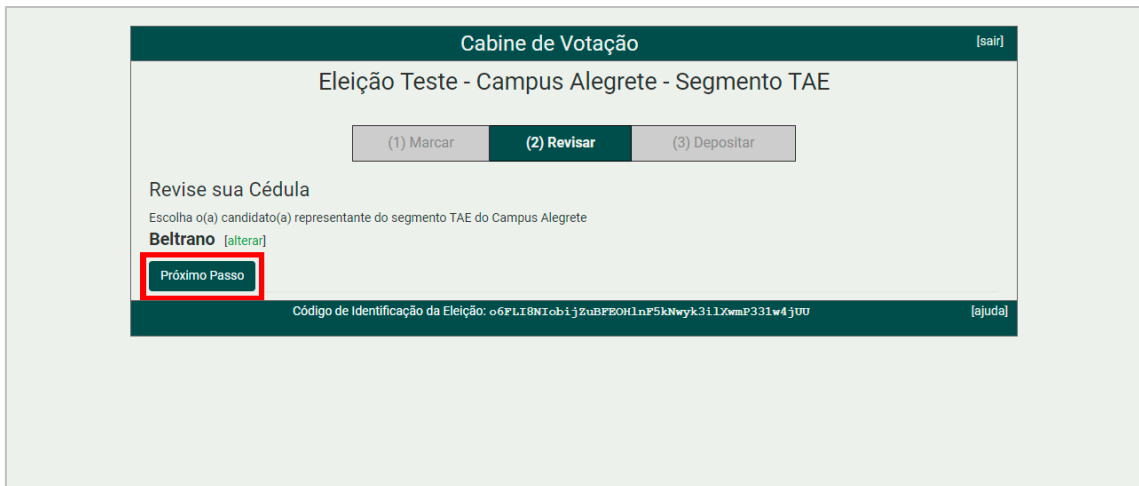 Cabine de Votação [sair]
Eleição Teste - Campus Alegrete - Segmento TAE
(1) Marcar (2) Revisar (3) Depositar
Revise sua Cédula
Escolha o(a) candidato(a) representante do segmento TAE do Campus Alegrete
Beltrano [alterar]
Próximo Passo
Código de Identificação da Eleição: o6FLI8NIobijZuBFEOHlnF5kNwyk3ilXwmP331w4jUU [ajuda]